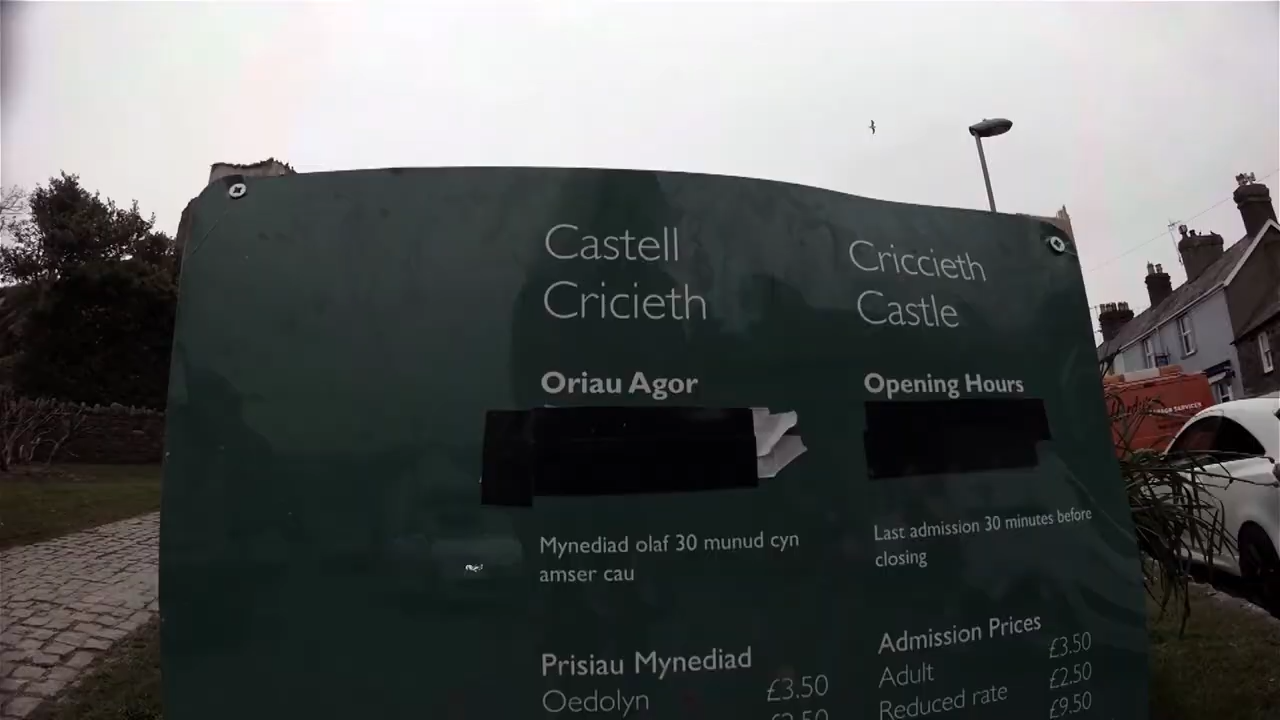 Castell
Cricieth
Oriau Agor
Mynediad olaf 30 munud cyn
amser cau
Prisiau Mynediad
Oedolyn £3.50
Criccieth
Castle
Opening Hours
Last admission 30 minutes before
closing
Admission Prices
Adult £3.50
Reduced rate £2.50
£9.50